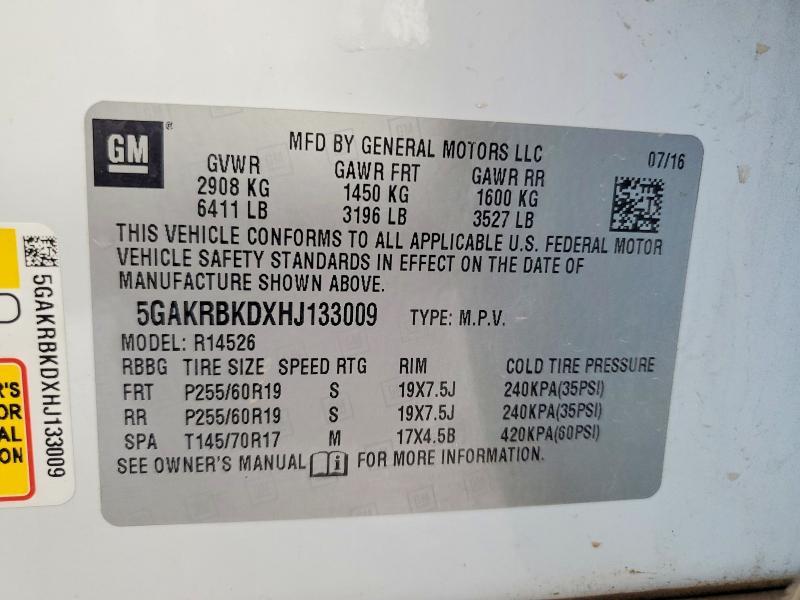 GM
MFD BY GENERAL MOTORS LLC 07/16
GVWR GAWR FRT GAWR RR
2908 KG 1450 KG 1600 KG
6411 LB 3196 LB 3527 LB
THIS VEHICLE CONFORMS TO ALL APPLICABLE U.S. FEDERAL MOTOR
VEHICLE SAFETY STANDARDS IN EFFECT ON THE DATE OF
MANUFACTURE SHOWN ABOVE.
5GAKRBKDXHJ133009 TYPE: M.P.V.
MODEL: R14526
RBBG TIRE SIZE SPEED RTG RIM COLD TIRE PRESSURE
FRT P255/60R19 S 19X7.5J 240KPA(35PSI)
RR P255/60R19 S 19X7.5J 240KPA(35PSI)
SPA T145/70R17 M 17X4.5B 420KPA(60PSI)
SEE OWNER'S MANUAL FOR MORE INFORMATION.
5GAKRBKDXHJ133009
R'S
OR
AL
ON